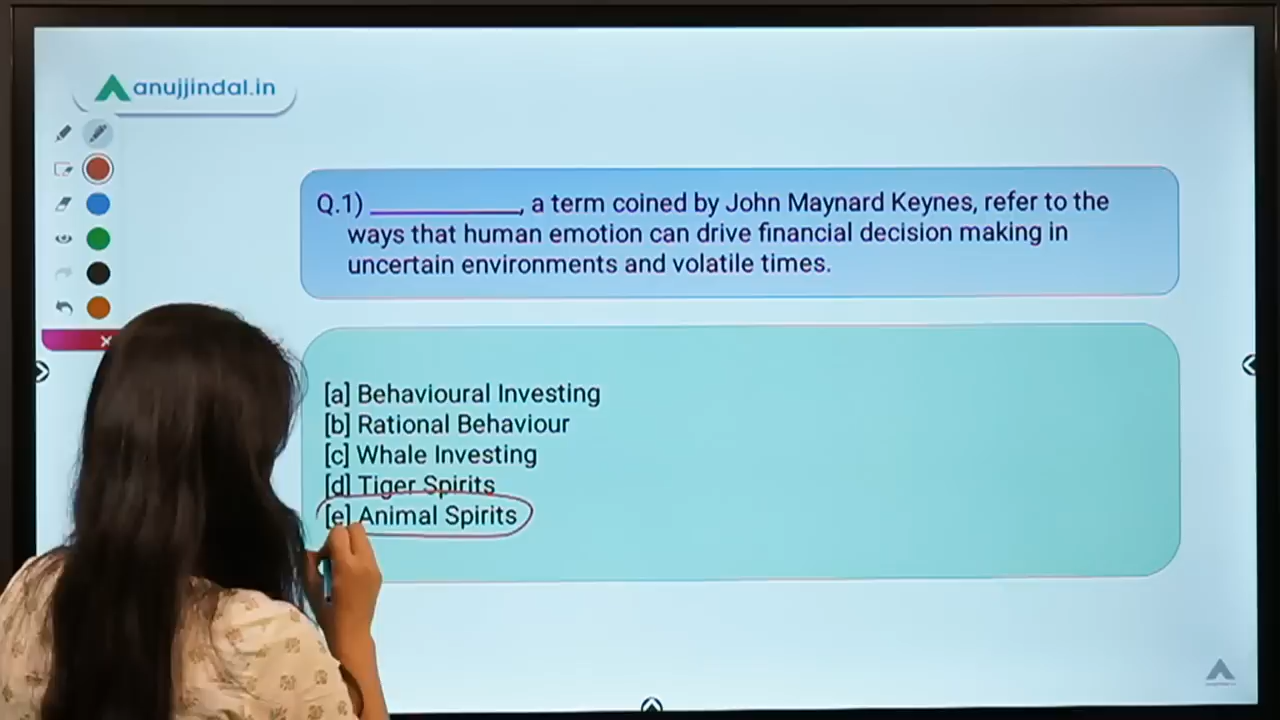 anujjindal.in
Q.1) __________, a term coined by John Maynard Keynes, refer to the
ways that human emotion can drive financial decision making in
uncertain environments and volatile times.
[a] Behavioural Investing
[b] Rational Behaviour
[c] Whale Investing
[d] Tiger Spirits
[e] Animal Spirits